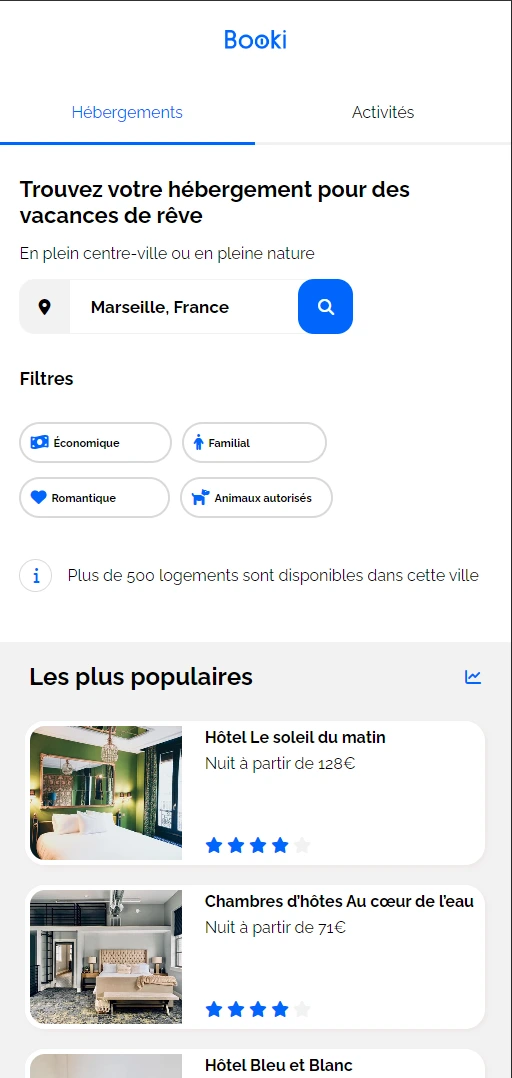 Booki
Hébergements
Activités
Trouvez votre hébergement pour des
vacances de rêve
En plein centre-ville ou en pleine nature
Marseille, France
Filtres
Économique
Familial
Romantique
Animaux autorisés
Plus de 500 logements sont disponibles dans cette ville
Les plus populaires
Hôtel Le soleil du matin
Nuit à partir de 128€
Chambres d’hôtes Au cœur de l’eau
Nuit à partir de 71€
Hôtel Bleu et Blanc